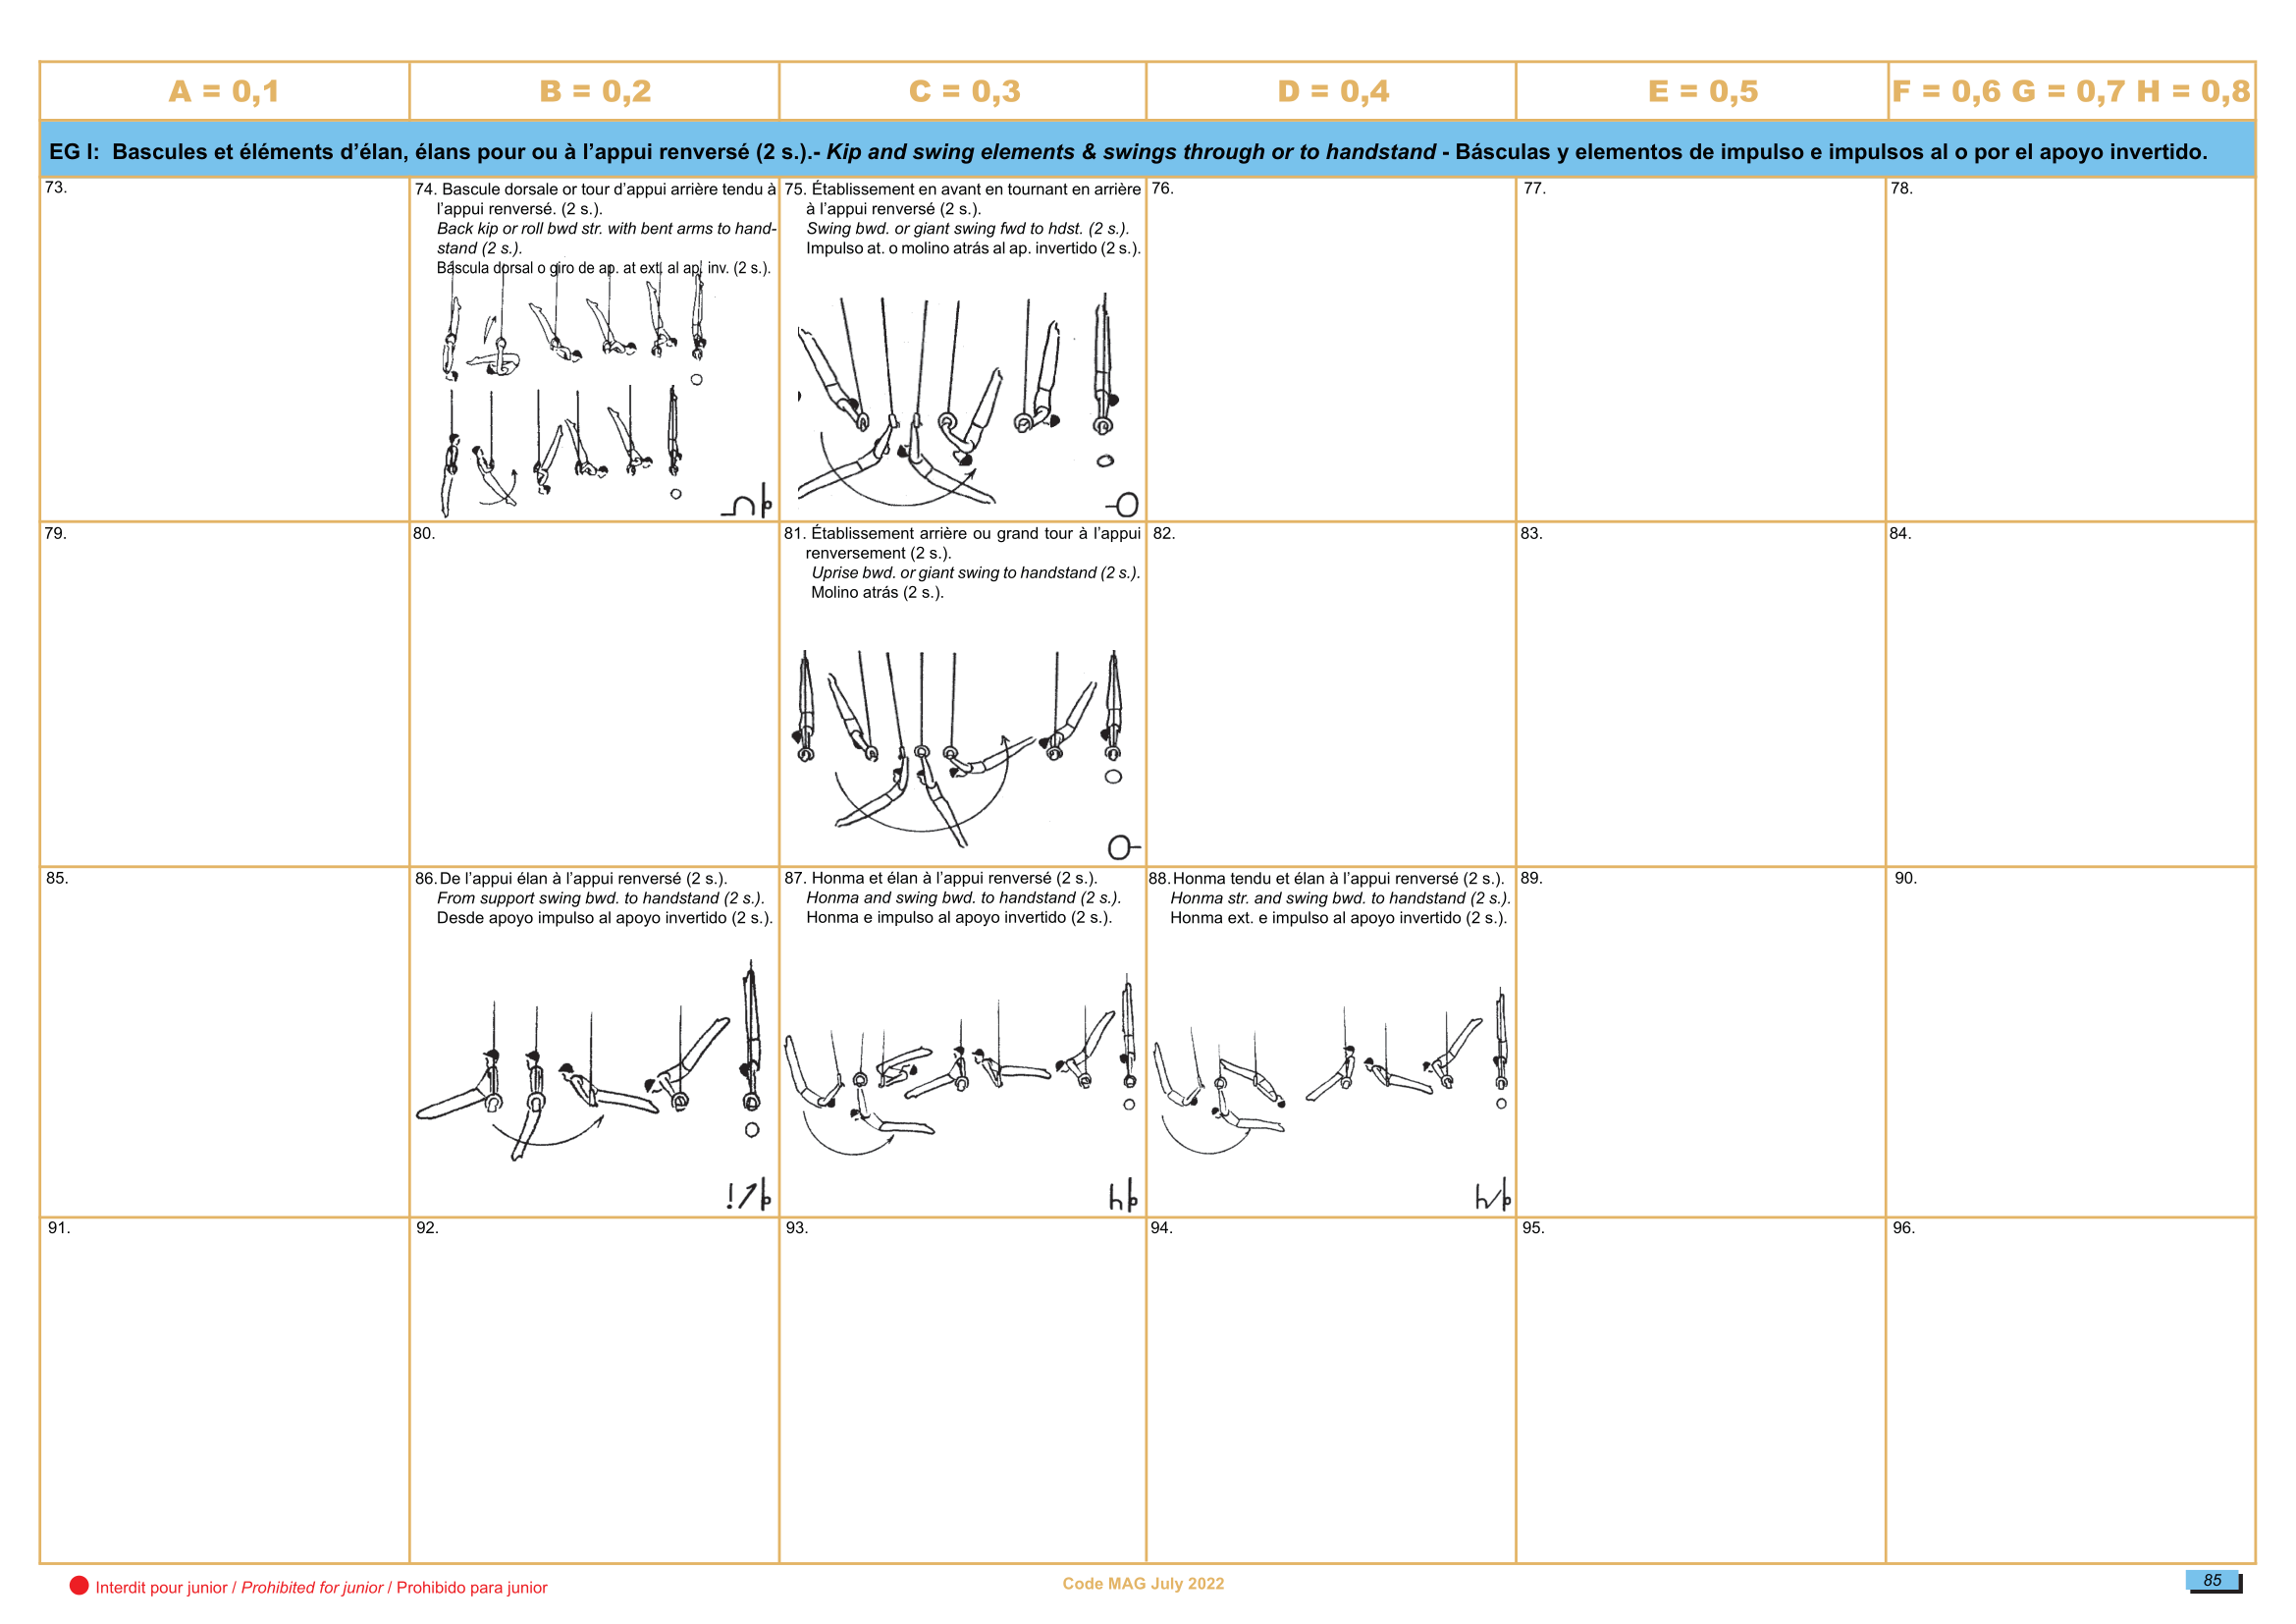 A = 0,1
B = 0,2
C = 0,3
D = 0,4
E = 0,5
F = 0,6 G = 0,7 H = 0,8
EG I: Bascules et éléments d’élan, élans pour ou à l’appui renversé (2 s.).- Kip and swing elements & swings through or to handstand - Básculas y elementos de impulso e impulsos al o por el apoyo invertido.
73.
74. Bascule dorsale or tour d’appui arrière tendu à
l’appui renversé. (2 s.).
Back kip or roll bwd str. with bent arms to hand-
stand (2 s.).
Báscula dorsal o giro de ap. at ext. al ap. inv. (2 s.).
75. Établissement en avant en tournant en arrière
à l’appui renversé (2 s.).
Swing bwd. or giant swing fwd to hdst. (2 s.).
Impulso at. o molino atrás al ap. invertido (2 s.).
76.
77.
78.
79.
80.
81. Établissement arrière ou grand tour à l’appui
renversement (2 s.).
Uprise bwd. or giant swing to handstand (2 s.).
Molino atrás (2 s.).
82.
83.
84.
85.
86. De l’appui élan à l’appui renversé (2 s.).
From support swing bwd. to handstand (2 s.).
Desde apoyo impulso al apoyo invertido (2 s.).
87. Honma et élan à l’appui renversé (2 s.).
Honma and swing bwd. to handstand (2 s.).
Honma e impulso al apoyo invertido (2 s.).
88. Honma tendu et élan à l’appui renversé (2 s.).
Honma str. and swing bwd. to handstand (2 s.).
Honma ext. e impulso al apoyo invertido (2 s.).
89.
90.
91.
92.
93.
94.
95.
96.
Interdit pour junior / Prohibited for junior / Prohibido para junior
Code MAG July 2022
85